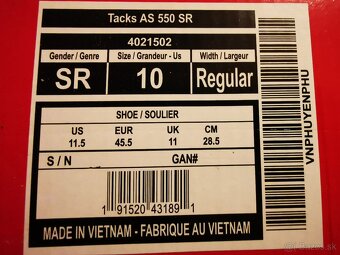 Tacks AS 550 SR
4021502
Gender / Genre Size / Grandeur - Us Width / Largeur
SR 10 Regular
SHOE / SOULIER
US EUR UK CM
11.5 45.5 11 28.5
S / N GAN#
1 91520 43189 1
MADE IN VIETNAM - FABRIQUE AU VIETNAM
VNPHUYENPHU